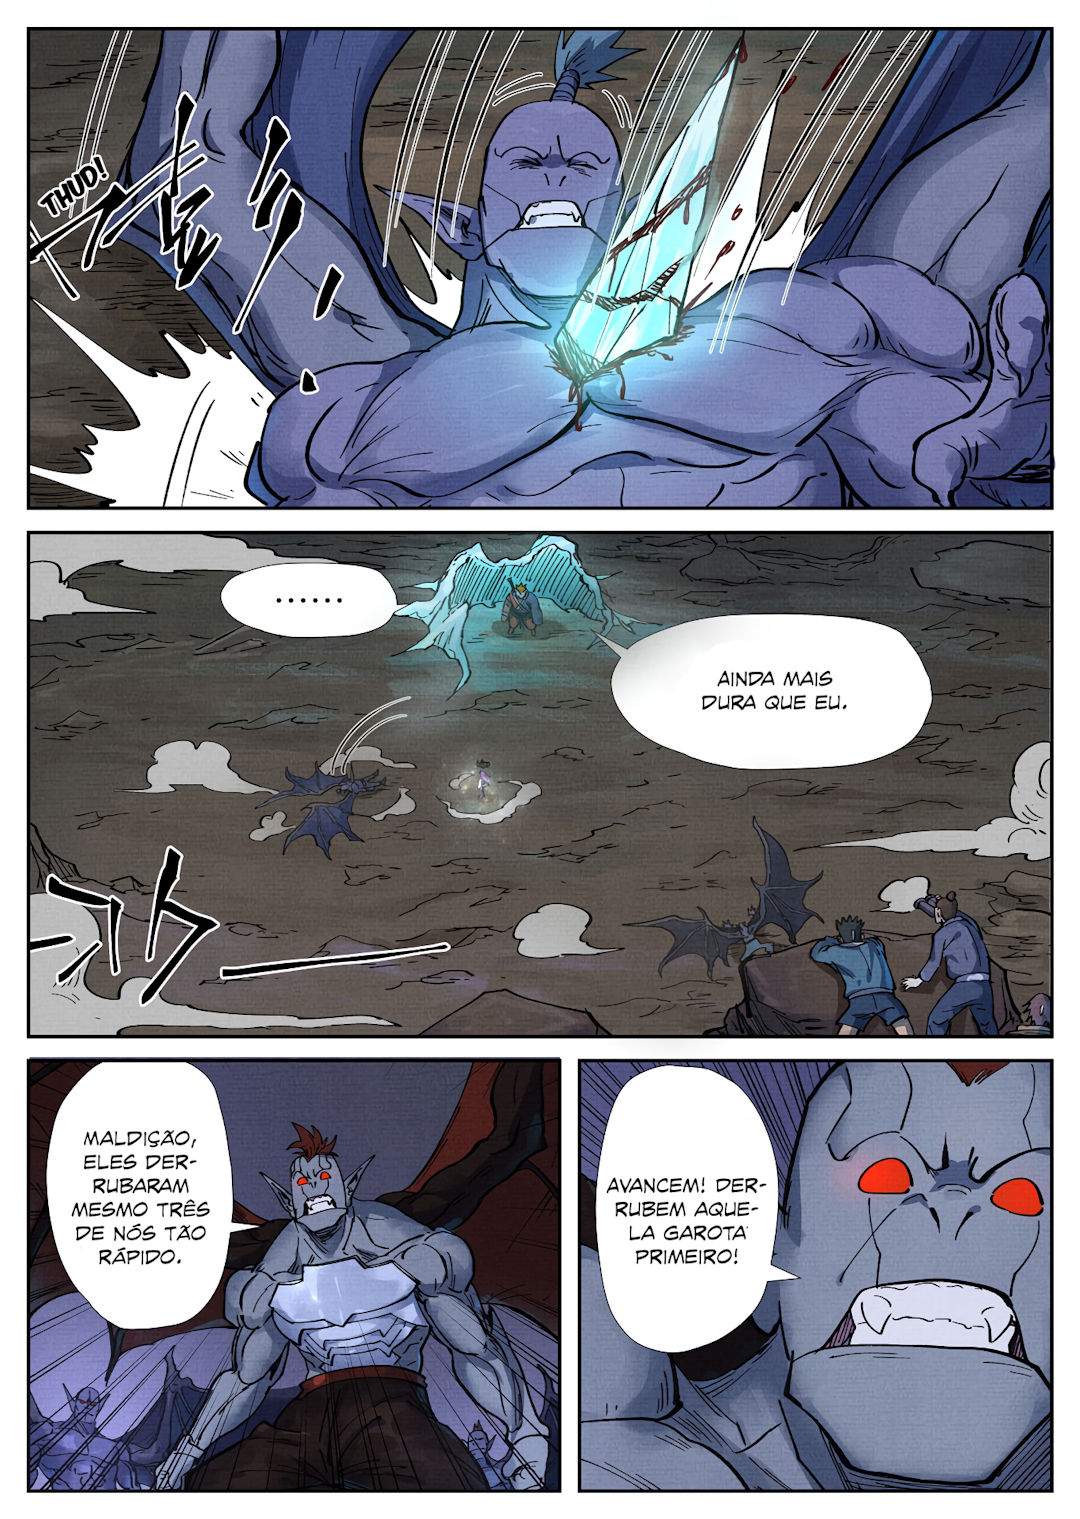 THUD!
......
AINDA MAIS
DURA QUE EU.
MALDIÇÃO,
ELES DER-
RUBARAM
MESMO TRÊS
DE NÓS TÃO
RÁPIDO.
AVANCEM! DER-
RUBEM AQUE-
LA GAROTA
PRIMEIRO!